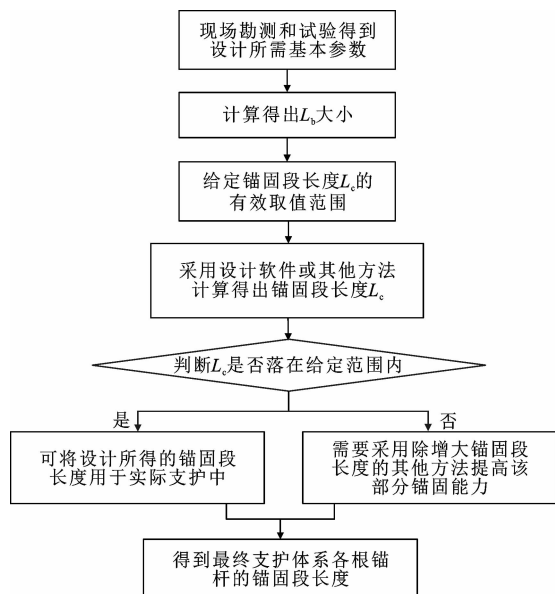 现场勘测和试验得到
设计所需基本参数
计算得出Lb大小
给定锚固段长度Lc的
有效取值范围
采用设计软件或其他方法
计算得出锚固段长度Lc
判断Lc是否落在给定范围内
是
否
可将设计所得的锚固段
长度用于实际支护中
需要采用除增大锚固段
长度的其他方法提高该
部分锚固能力
得到最终支护体系各根锚
杆的锚固段长度